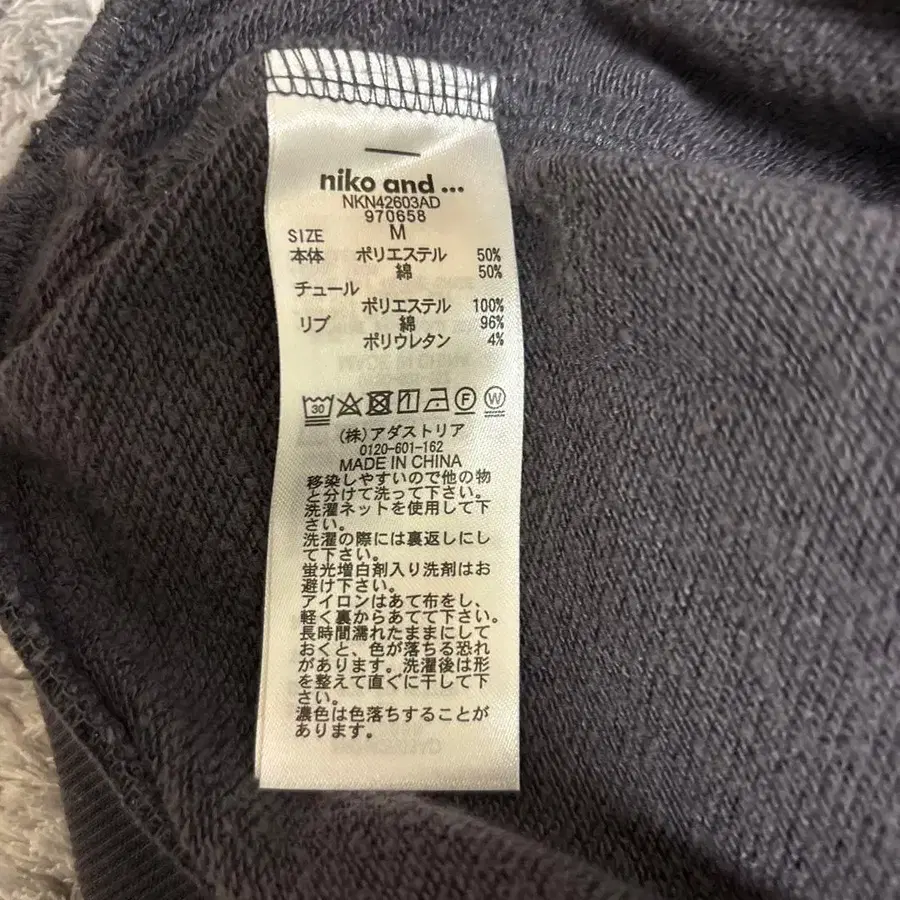 niko and ...
NKN42603AD
970658
SIZE M
本体 ポリエステル 50%
綿 50%
チュール
ポリエステル 100%
リブ 綿 96%
ポリウレタン 4%
30 F W
(株)アダストリア
0120-601-162
MADE IN CHINA
移染しやすいので他の物
と分けて洗って下さい。
洗濯ネットを使用して下
さい。
洗濯の際には裏返しにし
て下さい。
蛍光増白剤入り洗剤はお
避け下さい。
アイロンはあて布をし、
軽く裏からあてて下さい。
長時間濡れたままにして
おくと、色が落ちる恐れ
があります。洗濯後は形
を整えて直ぐに干して下
さい。
濃色は色落ちすることが
あります。